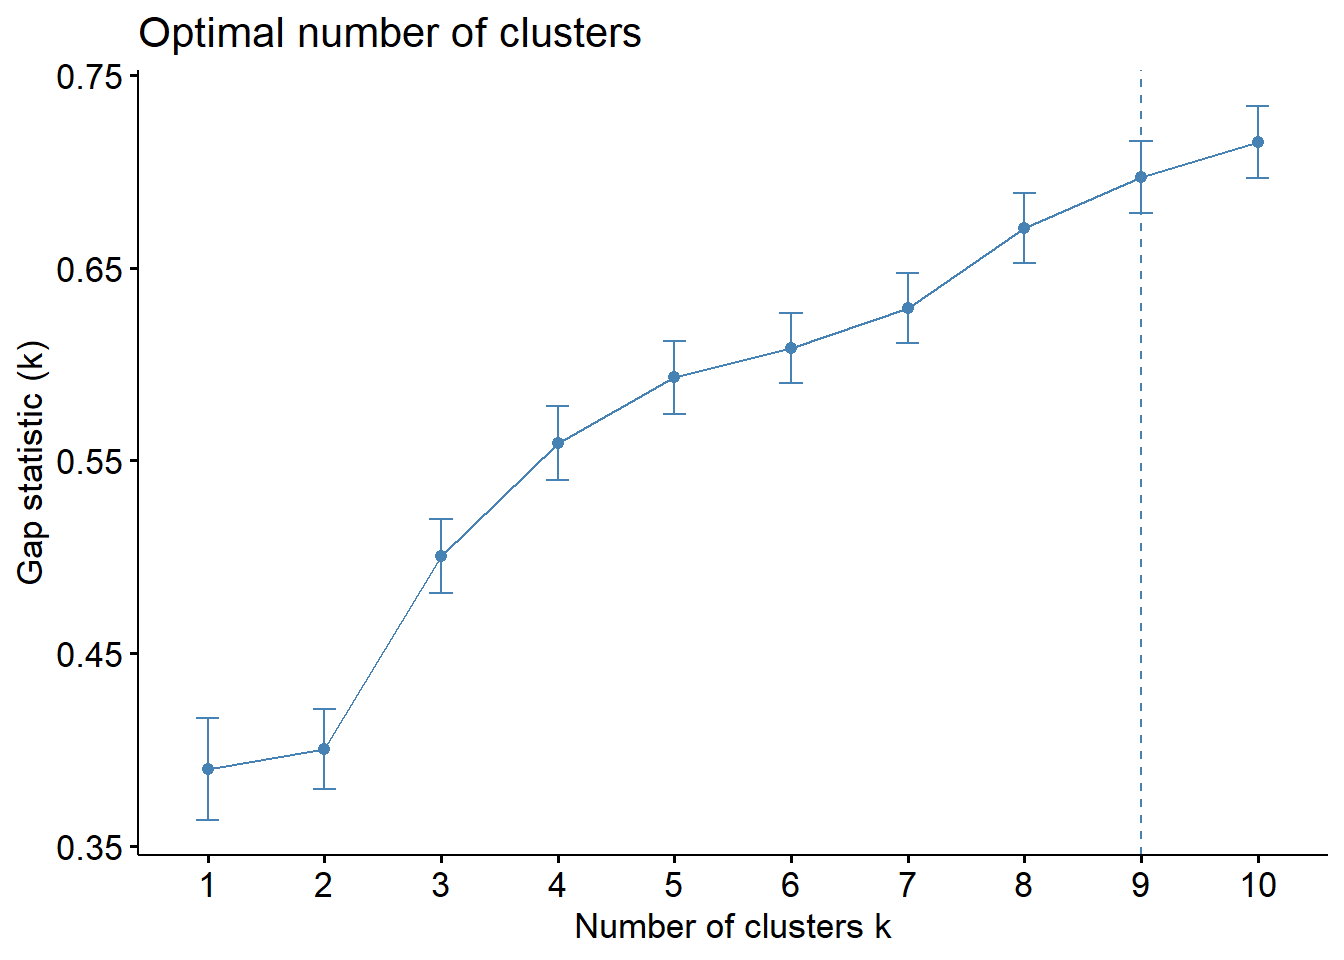 Optimal number of clusters
0.75
0.65
0.55
0.45
0.35
Gap statistic (k)
1 2 3 4 5 6 7 8 9 10
Number of clusters k